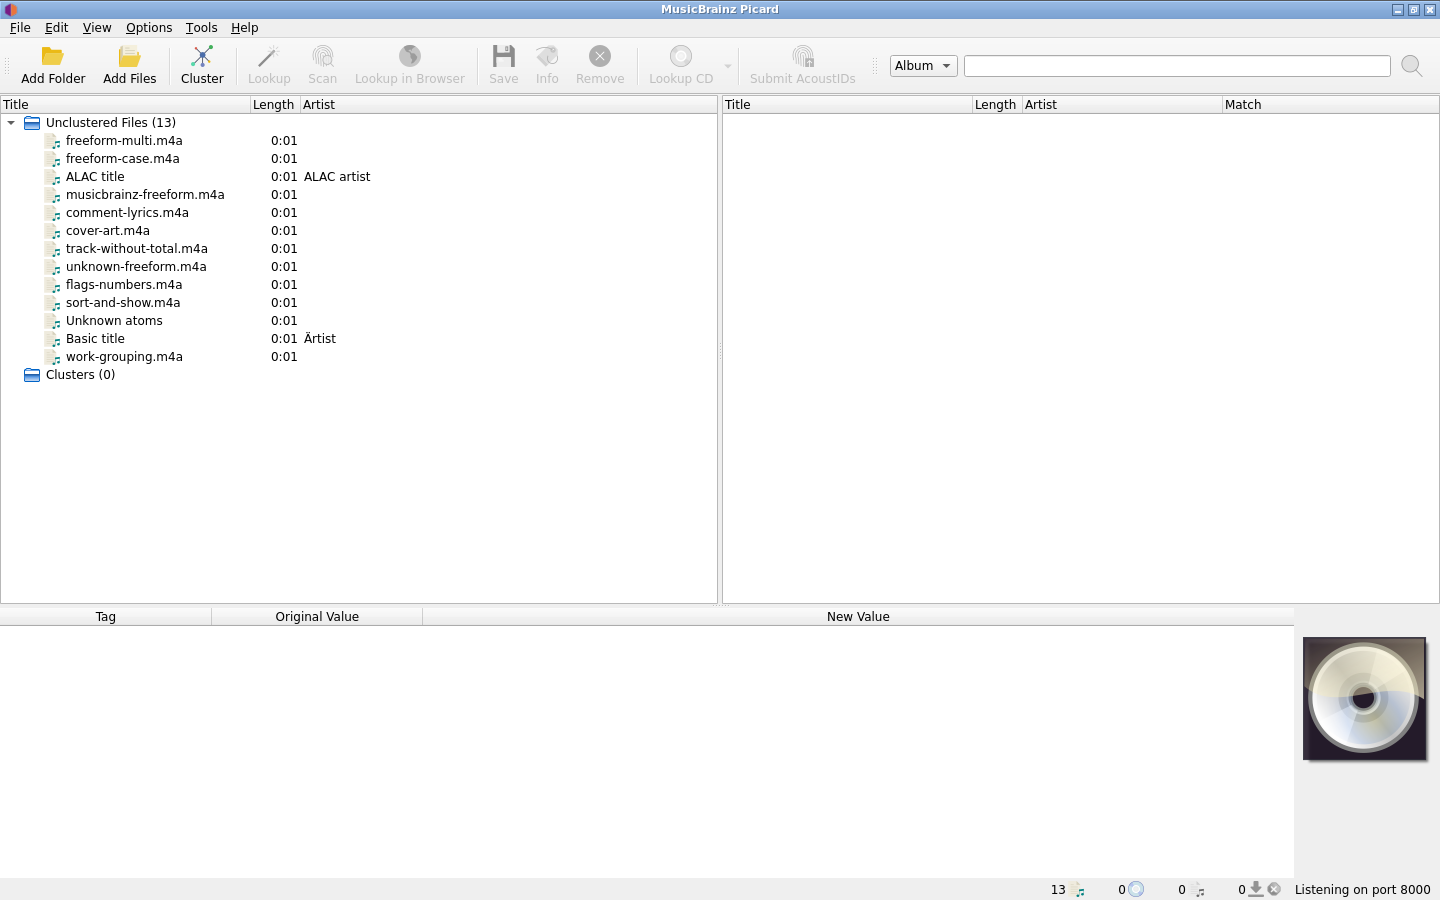 MusicBrainz Picard
File Edit View Options Tools Help
Add Folder Add Files Cluster Lookup Scan Lookup in Browser Save Info Remove Lookup CD Submit AcoustIDs Album
Title Length Artist Title Length Artist Match
Unclustered Files (13)
freeform-multi.m4a 0:01
freeform-case.m4a 0:01
ALAC title 0:01 ALAC artist
musicbrainz-freeform.m4a 0:01
comment-lyrics.m4a 0:01
cover-art.m4a 0:01
track-without-total.m4a 0:01
unknown-freeform.m4a 0:01
flags-numbers.m4a 0:01
sort-and-show.m4a 0:01
Unknown atoms 0:01
Basic title 0:01 Ärtist
work-grouping.m4a 0:01
Clusters (0)
Tag Original Value New Value
13 0 0 0 Listening on port 8000